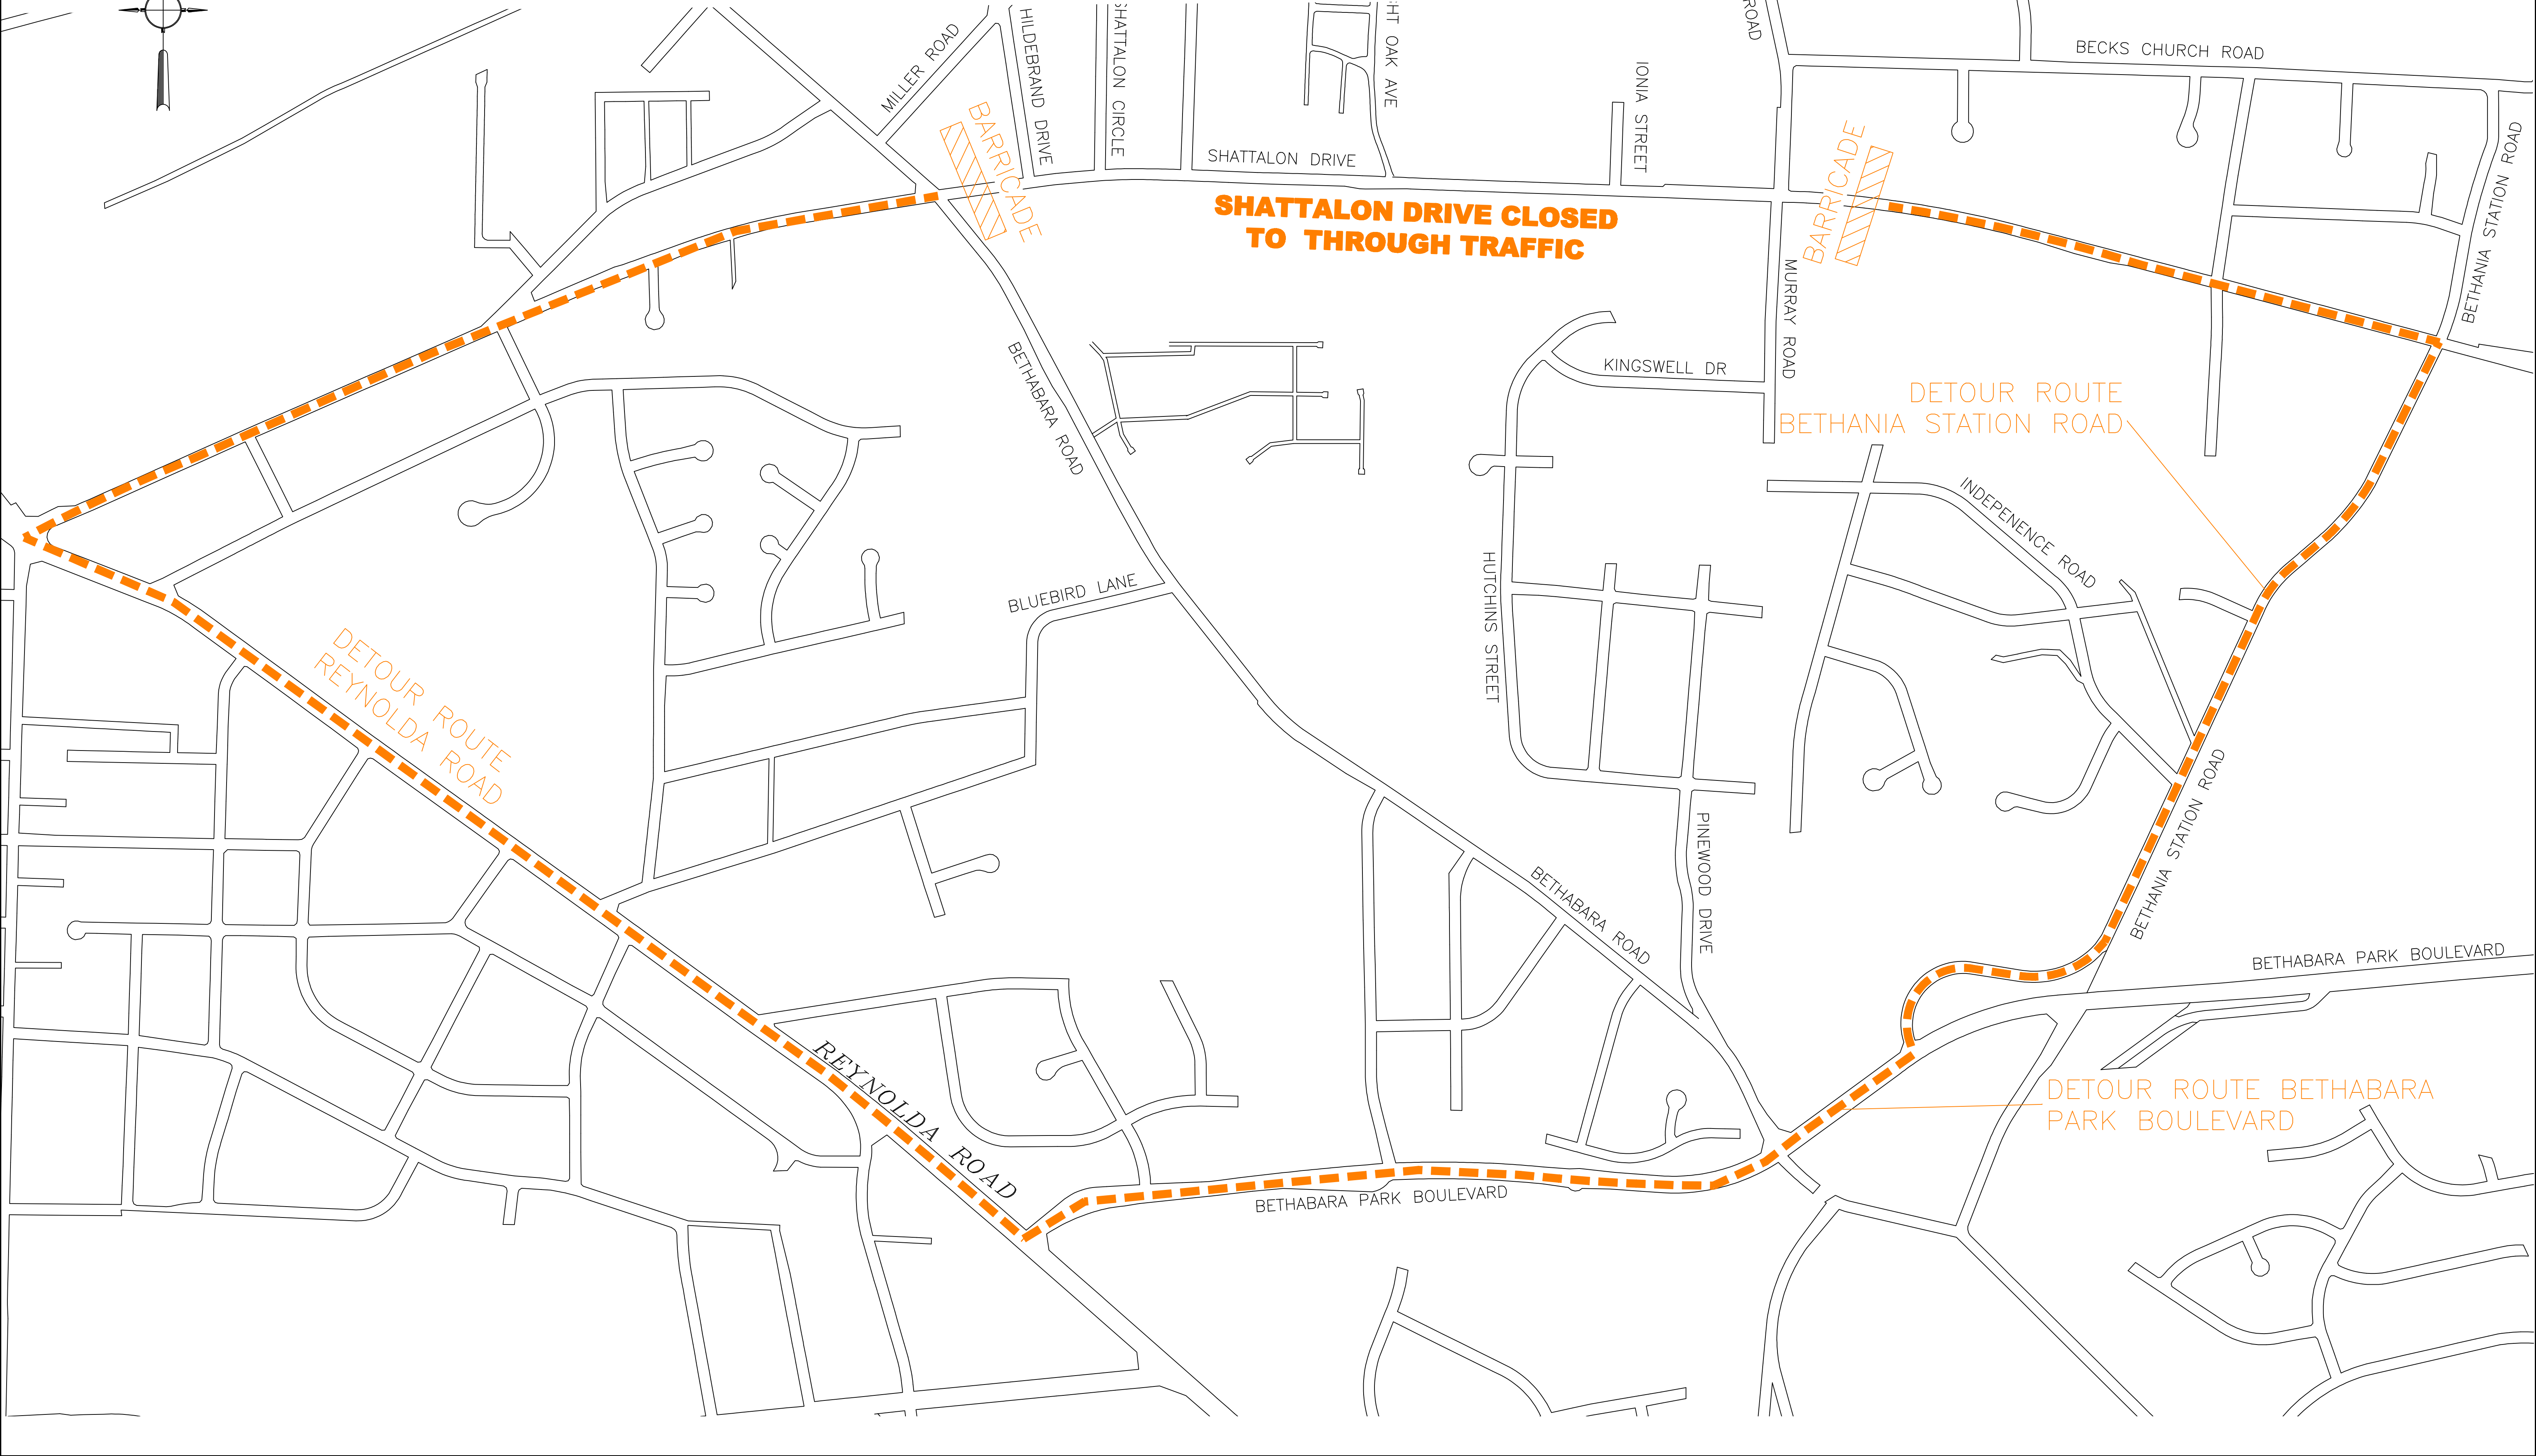 ROAD
BECKS CHURCH ROAD
MILLER ROAD
HILDEBRAND DRIVE
SHATTALON CIRCLE
OAK AVE
IONIA STREET
SHATTALON DRIVE
BARRICADE
BARRICADE
BETHANIA STATION ROAD
SHATTALON DRIVE CLOSED
TO THROUGH TRAFFIC
MURRAY ROAD
BETHABARA ROAD
KINGSWELL DR
DETOUR ROUTE
BETHANIA STATION ROAD
INDEPENENCE ROAD
BLUEBIRD LANE
HUTCHINS STREET
DETOUR ROUTE
REYNOLDA ROAD
BETHANIA STATION ROAD
PINEWOOD DRIVE
BETHABARA ROAD
BETHABARA PARK BOULEVARD
REYNOLDA ROAD
DETOUR ROUTE BETHABARA
PARK BOULEVARD
BETHABARA PARK BOULEVARD